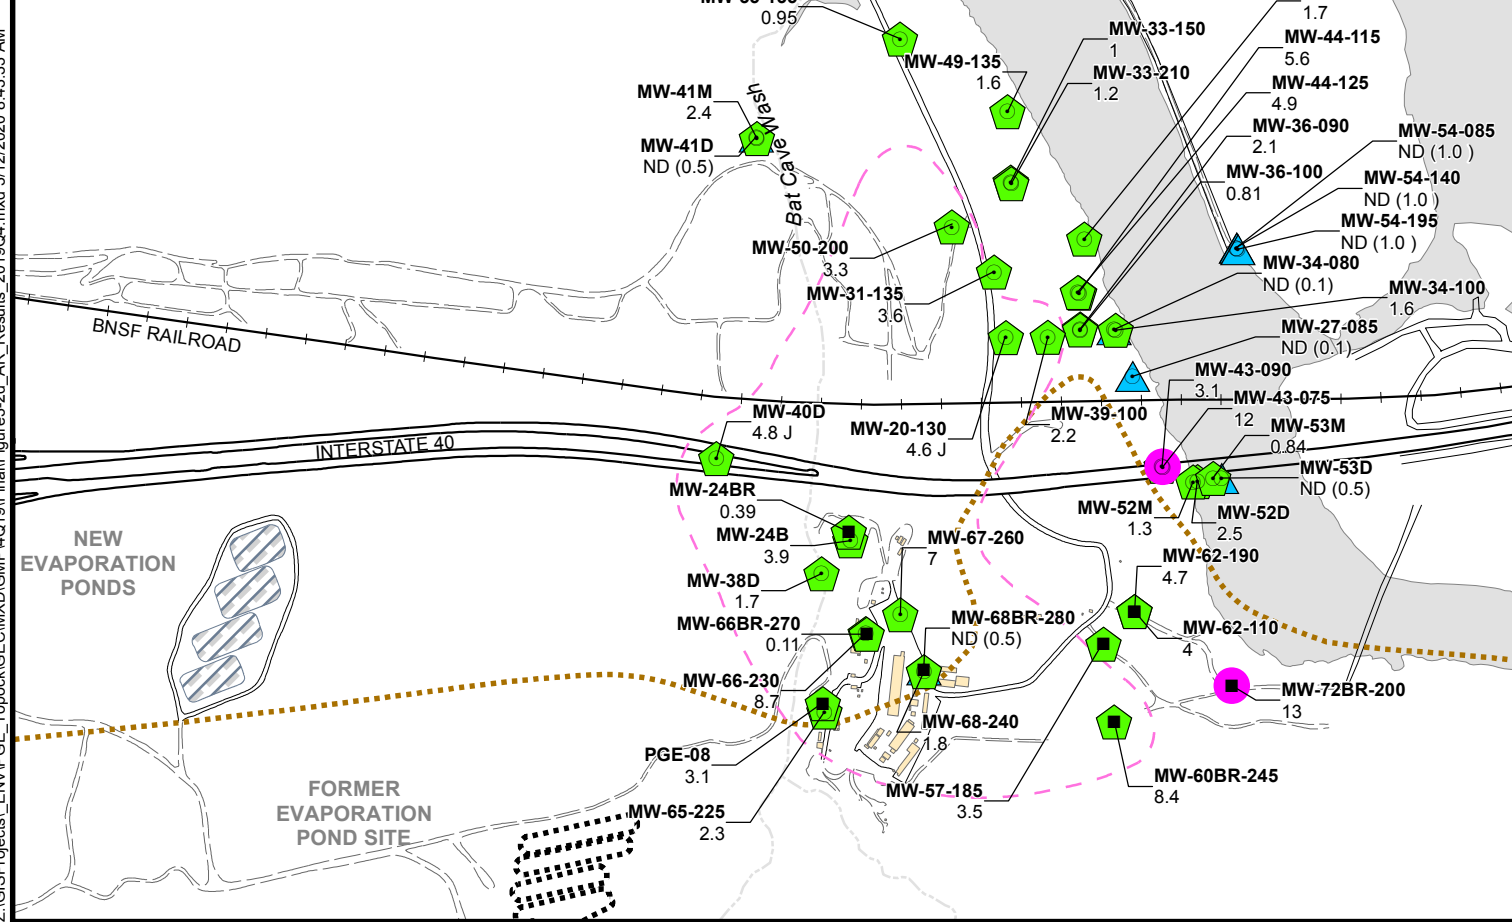 0.95
1.7
MW-33-150
1
MW-44-115
5.6
MW-49-135
1.6
MW-33-210
1.2
MW-44-125
4.9
MW-41M
2.4
MW-36-090
2.1
MW-54-085
ND (1.0 )
MW-41D
ND (0.5)
Bat Cave Wash
MW-36-100
0.81
MW-54-140
ND (1.0 )
MW-54-195
ND (1.0 )
MW-50-200
3.3
MW-34-080
ND (0.1)
MW-31-135
3.6
MW-34-100
1.6
BNSF RAILROAD
MW-27-085
ND (0.1)
MW-43-090
3.1
MW-43-075
12
MW-40D
4.8 J
MW-20-130
4.6 J
MW-39-100
2.2
MW-53M
0.84
INTERSTATE 40
MW-53D
ND (0.5)
MW-24BR
0.39
MW-52M
1.3
MW-52D
2.5
NEW
EVAPORATION
PONDS
MW-24B
3.9
MW-67-260
7
MW-62-190
4.7
MW-38D
1.7
MW-66BR-270
0.11
MW-68BR-280
ND (0.5)
MW-62-110
4
MW-66-230
8.7
MW-72BR-200
13
MW-68-240
1.8
PGE-08
3.1
MW-60BR-245
8.4
MW-57-185
3.5
FORMER
EVAPORATION
POND SITE
MW-65-225
2.3